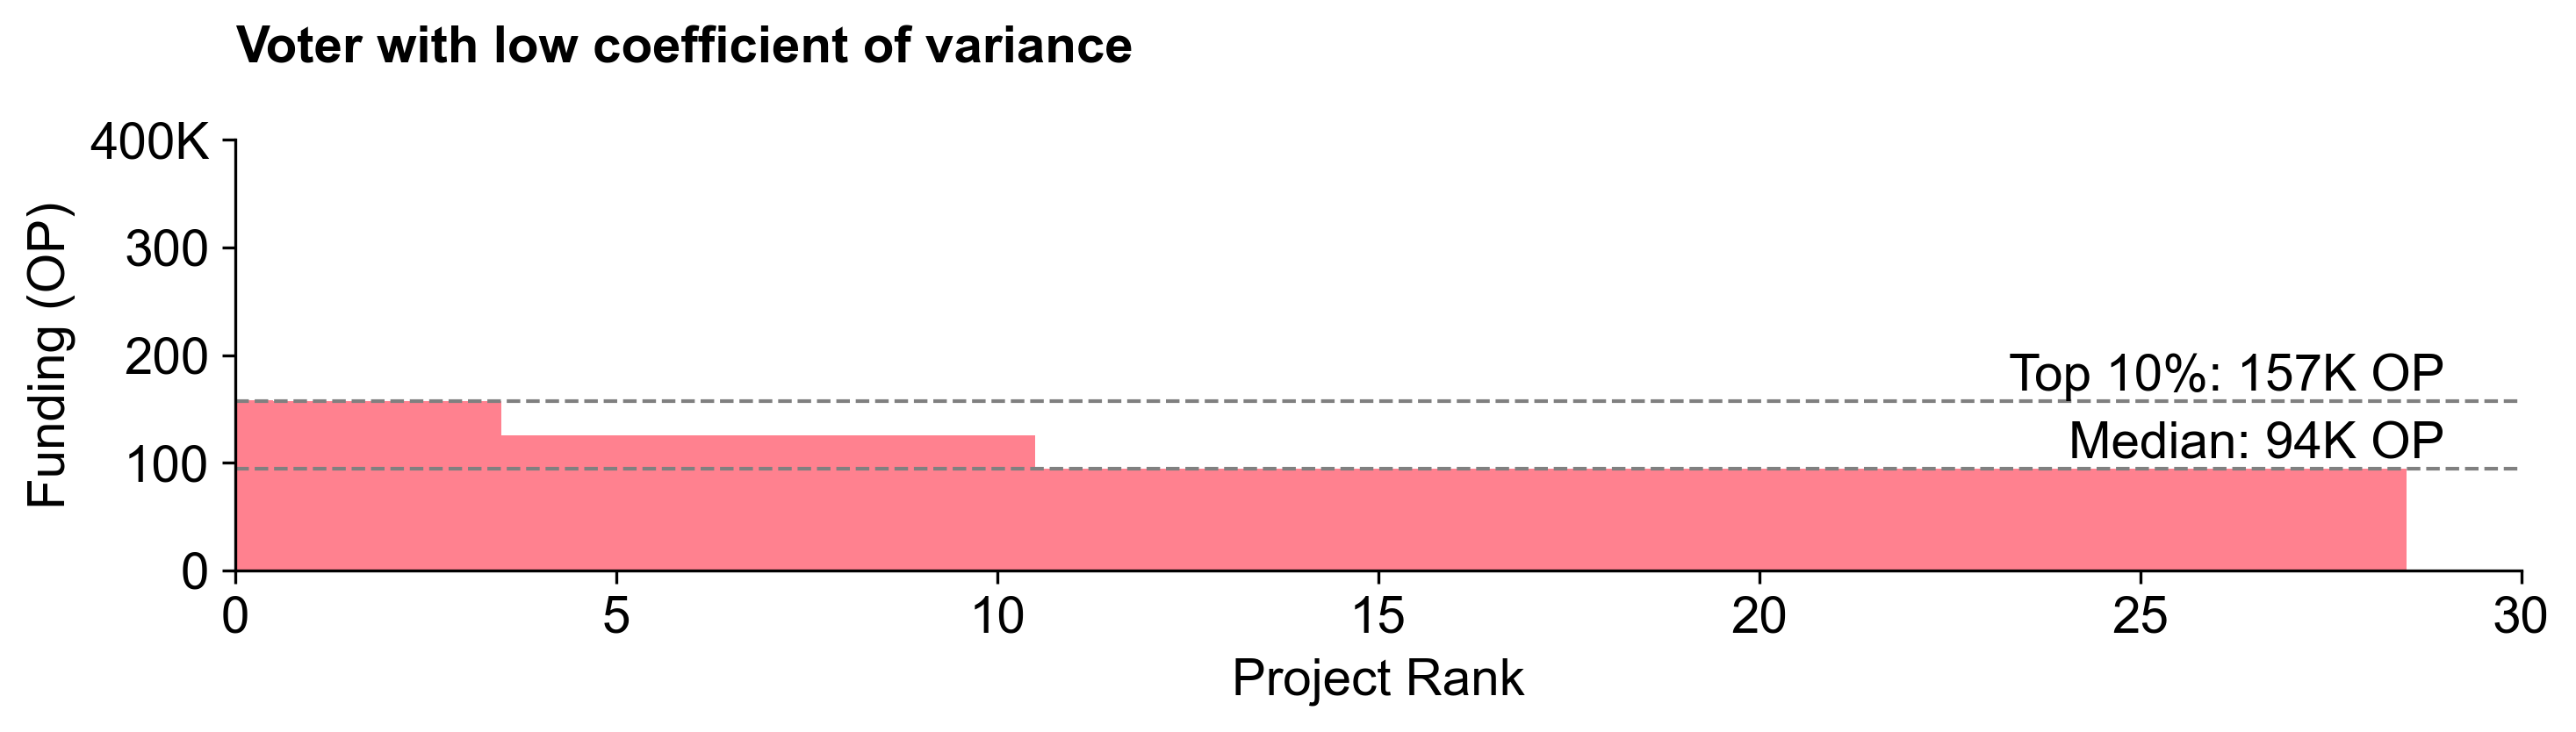 Voter with low coefficient of variance
400K
300
200
100
0
Funding (OP)
Top 10%: 157K OP
Median: 94K OP
0 5 10 15 20 25 30
Project Rank